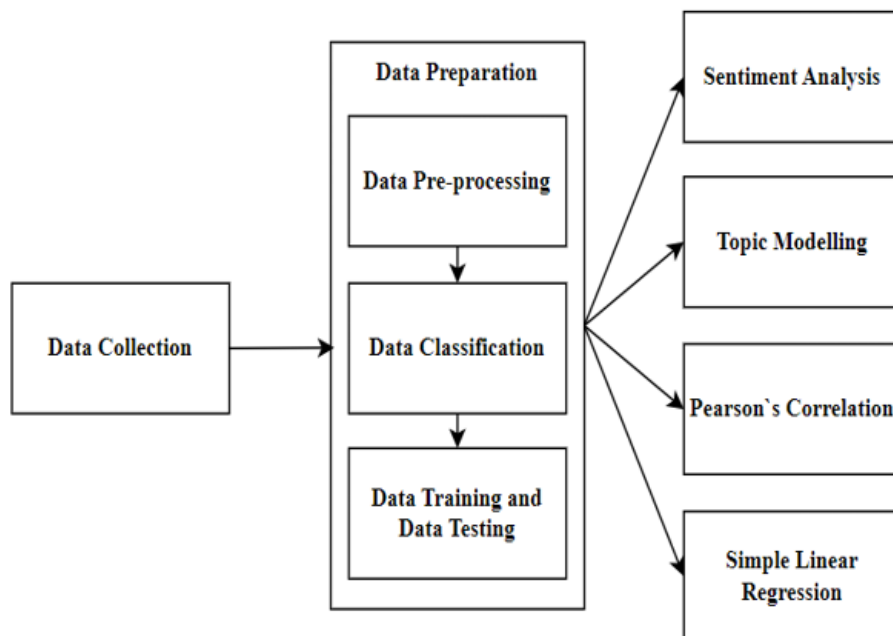 Data Collection
Data Preparation
Data Pre-processing
Data Classification
Data Training and
Data Testing
Sentiment Analysis
Topic Modelling
Pearson`s Correlation
Simple Linear
Regression